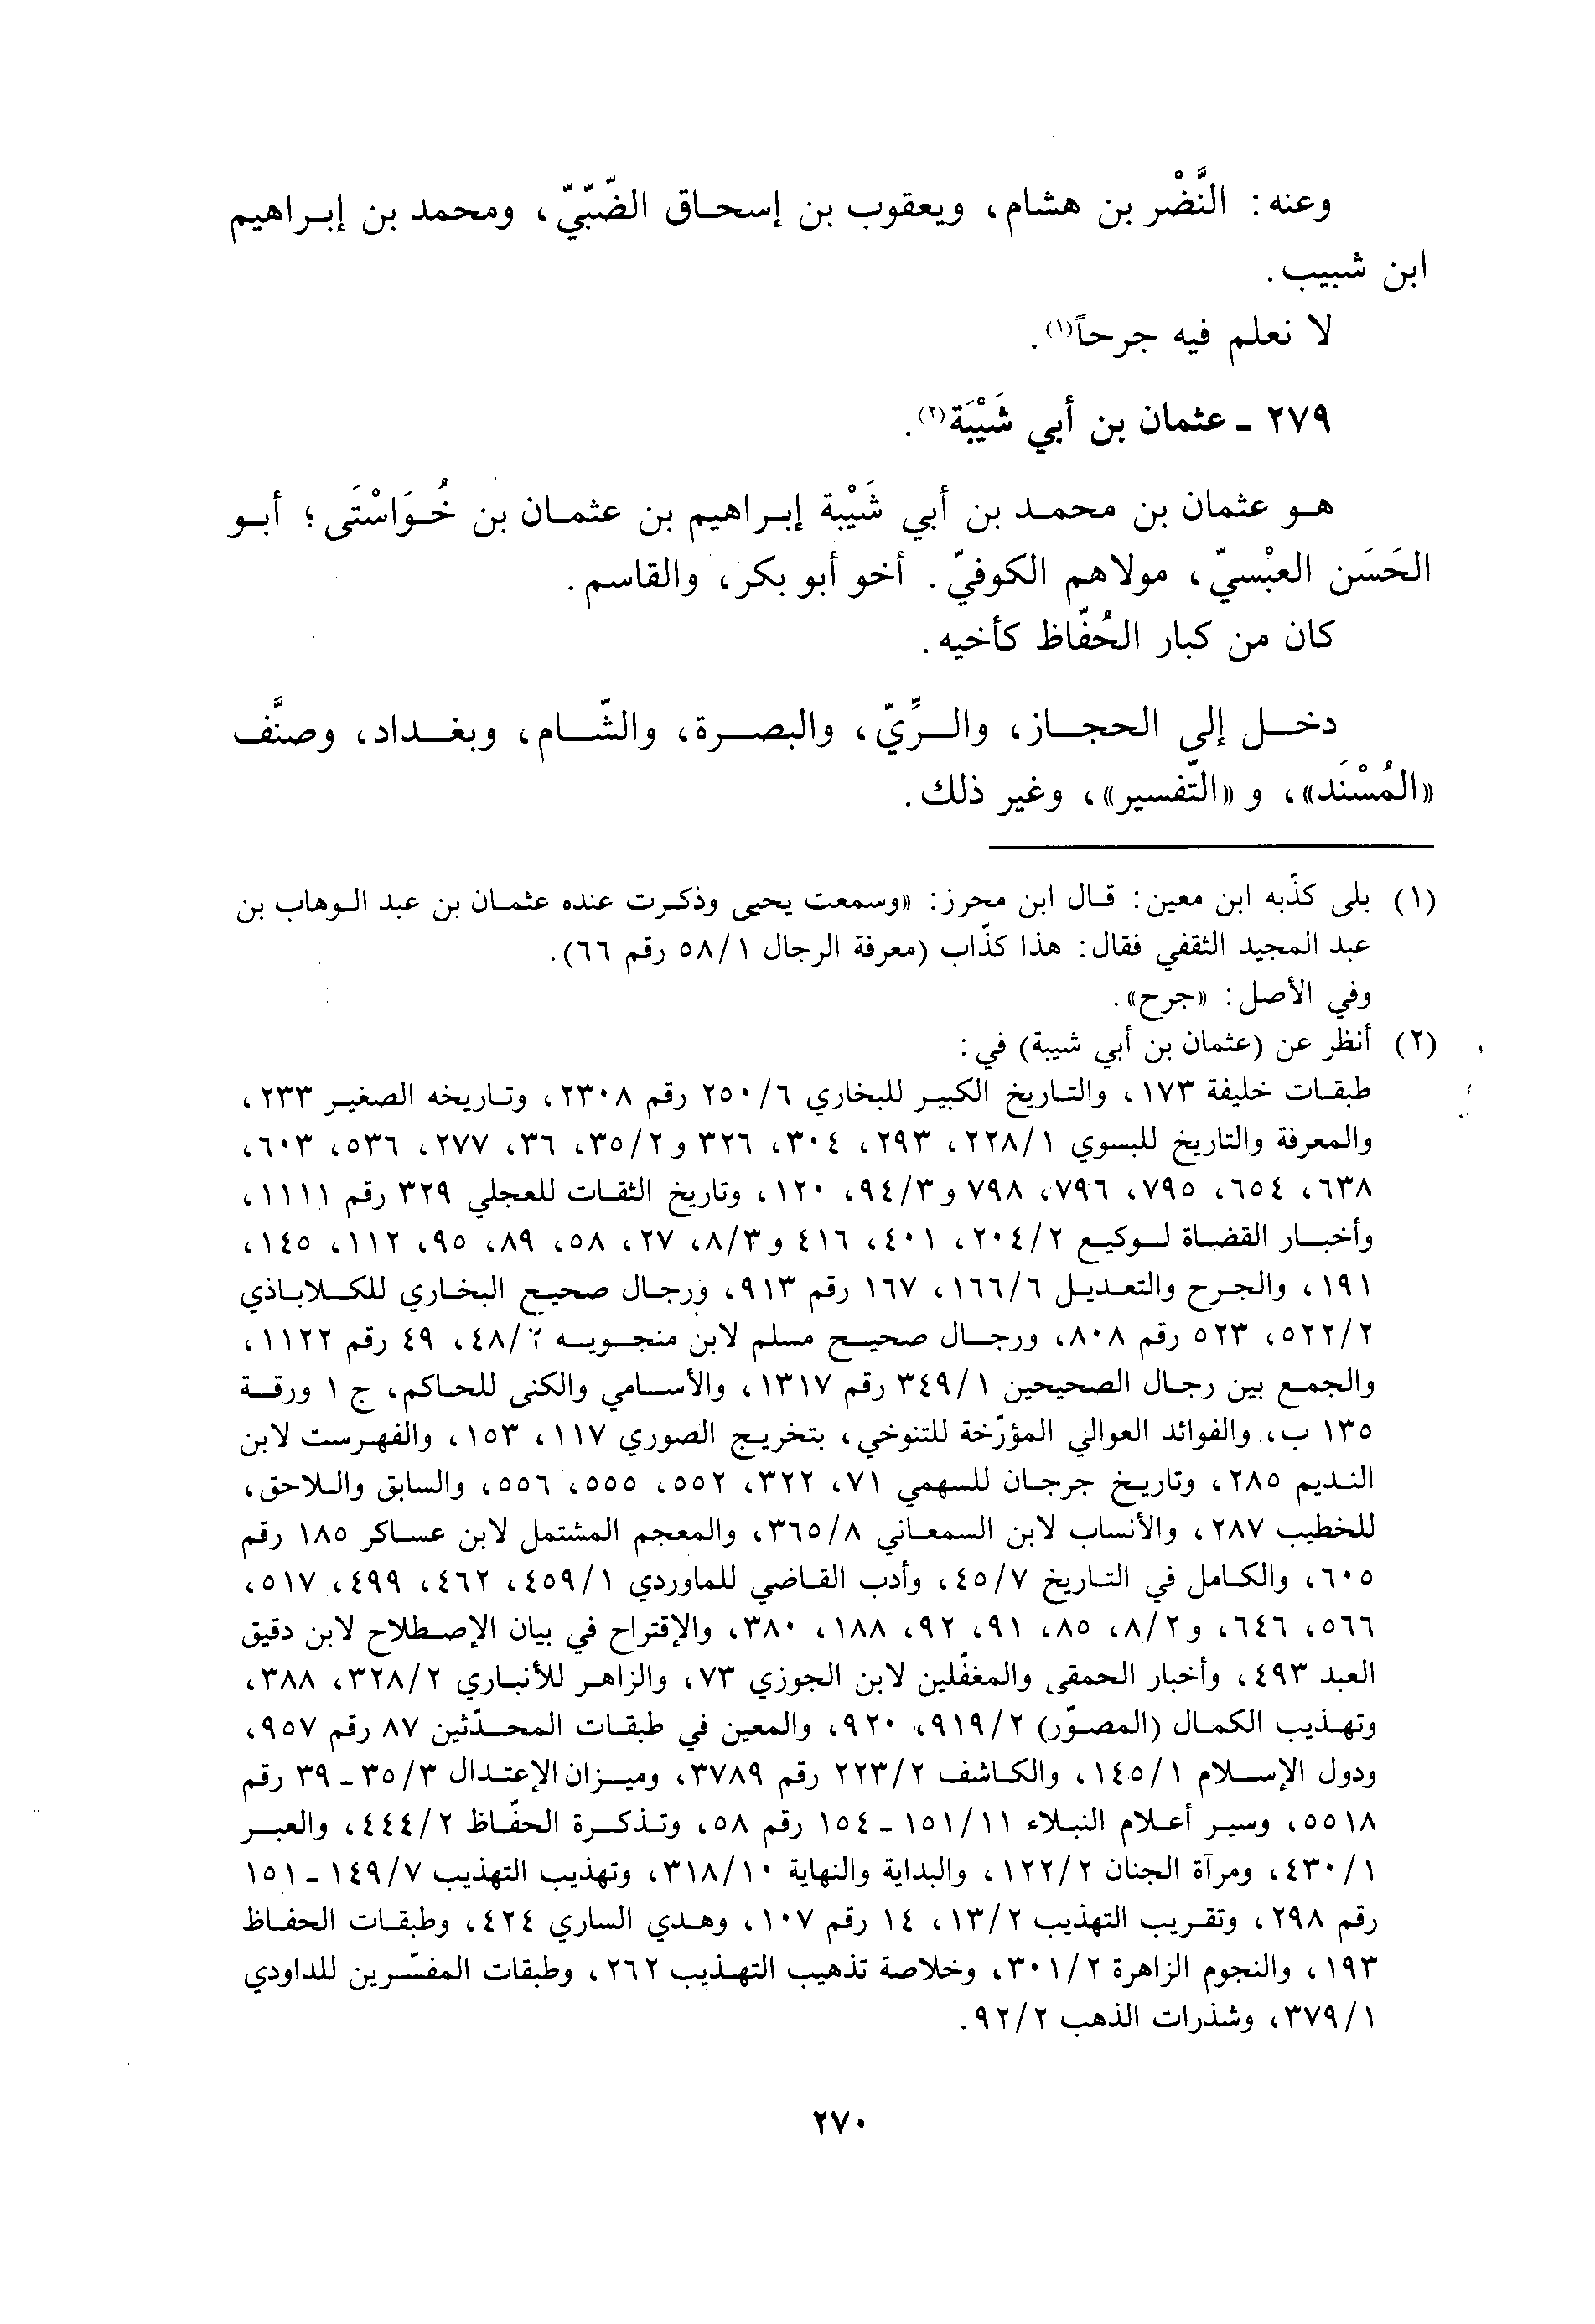 وعنه: النَّضْر بن هشام، ويعقوب بن إسحاق الضّبّيّ، ومحمد بن إبراهيم
ابن شبيب.
لا نعلم فيه جرحاً(١).
٢٧٩ - عثمان بن أبي شَيْبَة(٢).
هو عثمان بن محمد بن أبي شَيْبة إبراهيم بن عثمان بن خُوَاسْتَى؛ أبو
الحَسَن العبْسيّ، مولاهم الكوفيّ. أخو أبو بكر، والقاسم.
كان من كبار الحُفّاظ كأخيه.
دخل إلى الحجاز، والرِّيّ، والبصرة، والشّام، وبغداد، وصنَّف
«المُسْنَد»، و «التّفسير»، وغير ذلك.
(١) بلى كذّبه ابن معين: قال ابن محرز: «وسمعت يحيى وذكرت عنده عثمان بن عبد الوهاب بن
عبد المجيد الثقفي فقال: هذا كذّاب (معرفة الرجال ٥٨/١ رقم ٦٦).
وفي الأصل: «جرح».
(٢) أنظر عن (عثمان بن أبي شيبة) في:
طبقات خليفة ١٧٣، والتاريخ الكبير للبخاري ٢٥٠/٦ رقم ٢٣٠٨، وتاريخه الصغير ٢٣٣،
والمعرفة والتاريخ للبسوي ٢٢٨/١، ٢٩٣، ٣٠٤، ٣٢٦ و٣٥/٢، ٣٦، ٢٧٧، ٥٣٦، ٦٠٣،
٦٣٨، ٦٥٤، ٧٩٥، ٧٩٦، ٧٩٨ و٩٤/٣، ١٢٠، وتاريخ الثقات للعجلي ٣٢٩ رقم ١١١١،
وأخبار القضاة لوكيع ٢٠٤/٢، ٤٠١، ٤١٦ و٨/٣، ٢٧، ٥٨، ٨٩، ٩٥، ١١٢، ١٤٥،
١٩١، والجرح والتعديل ١٦٦/٦، ١٦٧ رقم ٩١٣، ورجال صحيح البخاري للكلاباذي
٥٢٢/٢، ٥٢٣ رقم ٨٠٨، ورجال صحيح مسلم لابن منجويه ٤٨/٢، ٤٩ رقم ١١٢٢،
والجمع بين رجال الصحيحين ٣٤٩/١ رقم ١٣١٧، والأسامي والكنى للحاكم، ج ١ ورقة
١٣٥ ب، والفوائد العوالي المؤرّخة للتنوخي، بتخريج الصوري ١١٧، ١٥٣، والفهرست لابن
النديم ٢٨٥، وتاريخ جرجان للسهمي ٧١، ٣٢٢، ٥٥٢، ٥٥٥، ٥٥٦، والسابق واللاحق،
للخطيب ٢٨٧، والأنساب لابن السمعاني ٣٦٥/٨، والمعجم المشتمل لابن عساكر ١٨٥ رقم
٦٠٥، والكامل في التاريخ ٤٥/٧، وأدب القاضي للماوردي ٤٥٩/١، ٤٦٢، ٤٩٩، ٥١٧،
٥٦٦، ٦٤٦، و٨/٢، ٨٥، ٩١، ٩٢، ١٨٨، ٣٨٠، والإقتراح في بيان الإصطلاح لابن دقيق
العبد ٤٩٣، وأخبار الحمقى والمغفّلين لابن الجوزي ٧٣، والزاهر للأنباري ٣٢٨/٢، ٣٨٨،
وتهذيب الكمال (المصوّر) ٩١٩/٢، ٩٢٠، والمعين في طبقات المحدّثين ٨٧ رقم ٩٥٧،
ودول الإسلام ١٤٥/١، والكاشف ٢٢٣/٢ رقم ٣٧٨٩، وميزان الإعتدال ٣٥/٣ - ٣٩ رقم
٥٥١٨، وسير أعلام النبلاء ١٥١/١١ - ١٥٤ رقم ٥٨، وتذكرة الحفّاظ ٤٤٤/٢، والعبر
٤٣٠/١، ومرآة الجنان ١٢٢/٢، والبداية والنهاية ٣١٨/١٠، وتهذيب التهذيب ١٤٩/٧ - ١٥١
رقم ٢٩٨، وتقريب التهذيب ١٣/٢، ١٤ رقم ١٠٧، وهدي الساري ٤٢٤، وطبقات الحفاظ
١٩٣، والنجوم الزاهرة ٣٠١/٢، وخلاصة تذهيب التهذيب ٢٦٢، وطبقات المفسّرين للداودي
٣٧٩/١، وشذرات الذهب ٩٢/٢.
٢٧٠